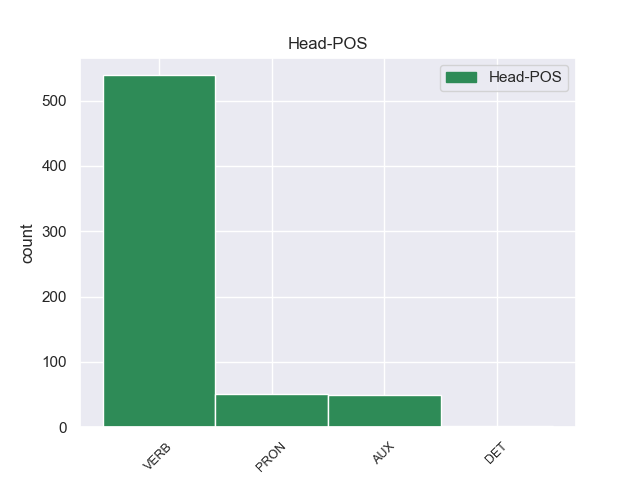 Head-POS
Head-POS
500
400
300
200
100
0
count
VERB
PRON
AUX
DET